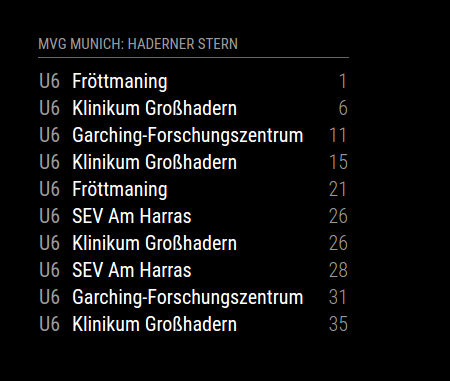 MVG MUNICH: HADERNER STERN
U6 Fröttmaning 1
U6 Klinikum Großhadern 6
U6 Garching-Forschungszentrum 11
U6 Klinikum Großhadern 15
U6 Fröttmaning 21
U6 SEV Am Harras 26
U6 Klinikum Großhadern 26
U6 SEV Am Harras 28
U6 Garching-Forschungszentrum 31
U6 Klinikum Großhadern 35